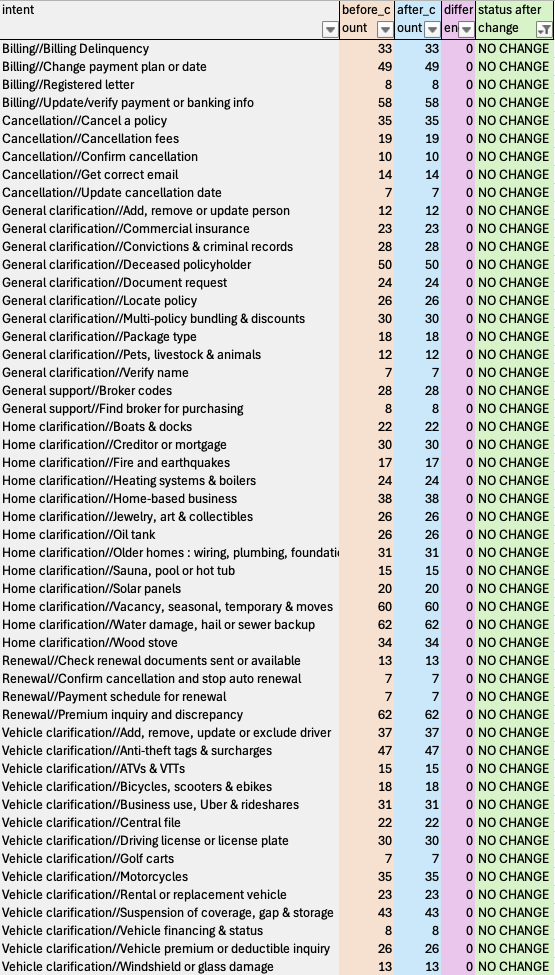 intent before_c ount after_c ount differ en status after change
Billing//Billing Delinquency 33 33 0 NO CHANGE
Billing//Change payment plan or date 49 49 0 NO CHANGE
Billing//Registered letter 8 8 0 NO CHANGE
Billing//Update/verify payment or banking info 58 58 0 NO CHANGE
Cancellation//Cancel a policy 35 35 0 NO CHANGE
Cancellation//Cancellation fees 19 19 0 NO CHANGE
Cancellation//Confirm cancellation 10 10 0 NO CHANGE
Cancellation//Get correct email 14 14 0 NO CHANGE
Cancellation//Update cancellation date 7 7 0 NO CHANGE
General clarification//Add, remove or update person 12 12 0 NO CHANGE
General clarification//Commercial insurance 23 23 0 NO CHANGE
General clarification//Convictions & criminal records 28 28 0 NO CHANGE
General clarification//Deceased policyholder 50 50 0 NO CHANGE
General clarification//Document request 24 24 0 NO CHANGE
General clarification//Locate policy 26 26 0 NO CHANGE
General clarification//Multi-policy bundling & discounts 30 30 0 NO CHANGE
General clarification//Package type 18 18 0 NO CHANGE
General clarification//Pets, livestock & animals 12 12 0 NO CHANGE
General clarification//Verify name 7 7 0 NO CHANGE
General support//Broker codes 28 28 0 NO CHANGE
General support//Find broker for purchasing 8 8 0 NO CHANGE
Home clarification//Boats & docks 22 22 0 NO CHANGE
Home clarification//Creditor or mortgage 30 30 0 NO CHANGE
Home clarification//Fire and earthquakes 17 17 0 NO CHANGE
Home clarification//Heating systems & boilers 24 24 0 NO CHANGE
Home clarification//Home-based business 38 38 0 NO CHANGE
Home clarification//Jewelry, art & collectibles 26 26 0 NO CHANGE
Home clarification//Oil tank 26 26 0 NO CHANGE
Home clarification//Older homes : wiring, plumbing, foundatio 31 31 0 NO CHANGE
Home clarification//Sauna, pool or hot tub 15 15 0 NO CHANGE
Home clarification//Solar panels 20 20 0 NO CHANGE
Home clarification//Vacancy, seasonal, temporary & moves 60 60 0 NO CHANGE
Home clarification//Water damage, hail or sewer backup 62 62 0 NO CHANGE
Home clarification//Wood stove 34 34 0 NO CHANGE
Renewal//Check renewal documents sent or available 13 13 0 NO CHANGE
Renewal//Confirm cancellation and stop auto renewal 7 7 0 NO CHANGE
Renewal//Payment schedule for renewal 7 7 0 NO CHANGE
Renewal//Premium inquiry and discrepancy 62 62 0 NO CHANGE
Vehicle clarification//Add, remove, update or exclude driver 37 37 0 NO CHANGE
Vehicle clarification//Anti-theft tags & surcharges 47 47 0 NO CHANGE
Vehicle clarification//ATVs & VTTs 15 15 0 NO CHANGE
Vehicle clarification//Bicycles, scooters & ebikes 18 18 0 NO CHANGE
Vehicle clarification//Business use, Uber & rideshares 31 31 0 NO CHANGE
Vehicle clarification//Central file 22 22 0 NO CHANGE
Vehicle clarification//Driving license or license plate 30 30 0 NO CHANGE
Vehicle clarification//Golf carts 7 7 0 NO CHANGE
Vehicle clarification//Motorcycles 35 35 0 NO CHANGE
Vehicle clarification//Rental or replacement vehicle 23 23 0 NO CHANGE
Vehicle clarification//Suspension of coverage, gap & storage 43 43 0 NO CHANGE
Vehicle clarification//Vehicle financing & status 8 8 0 NO CHANGE
Vehicle clarification//Vehicle premium or deductible inquiry 26 26 0 NO CHANGE
Vehicle clarification//Windshield or glass damage 13 13 0 NO CHANGE